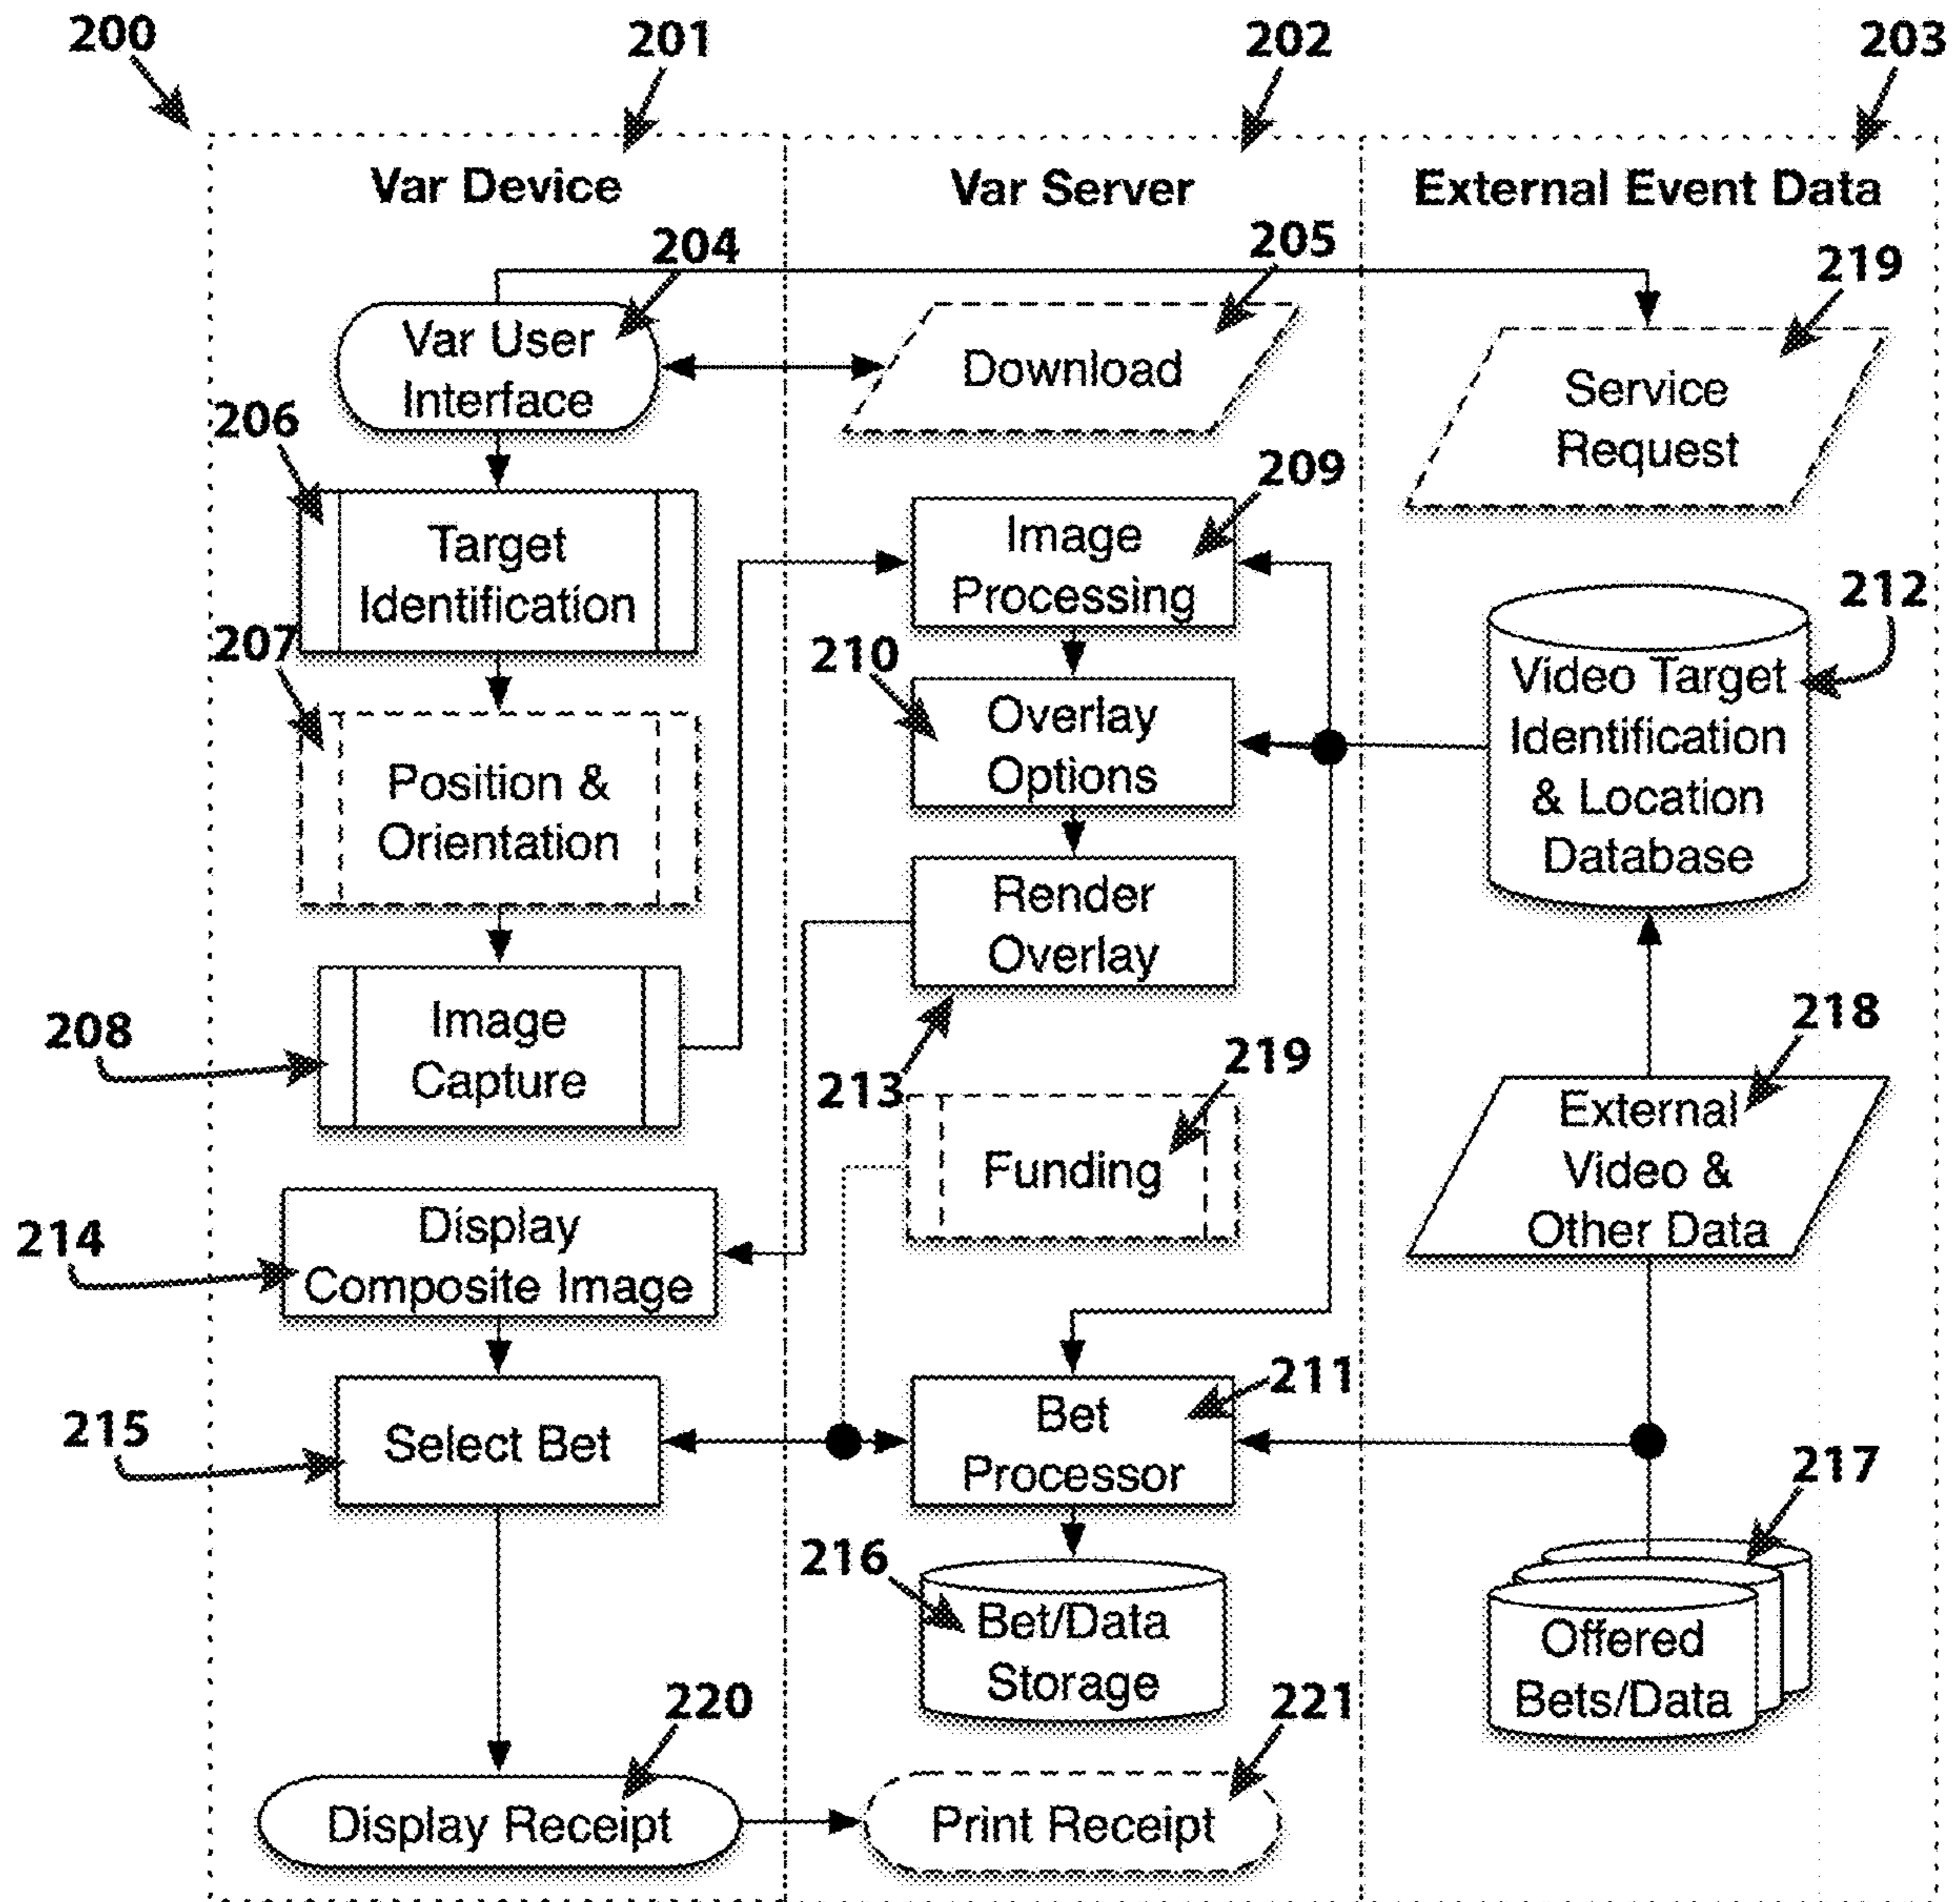 200
201
202
203
Var Device
Var Server
External Event Data
204
205
219
Var User
Interface
Download
Service
Request
206
Target
Identification
209
Image
Processing
212
Video Target
Identification
& Location
Database
207
Position &
Orientation
210
Overlay
Options
Render
Overlay
213
208
Image
Capture
219
Funding
218
External
Video &
Other Data
214
Display
Composite Image
215
Select Bet
211
Bet
Processor
217
Offered
Bets/Data
216
Bet/Data
Storage
220
Display Receipt
221
Print Receipt